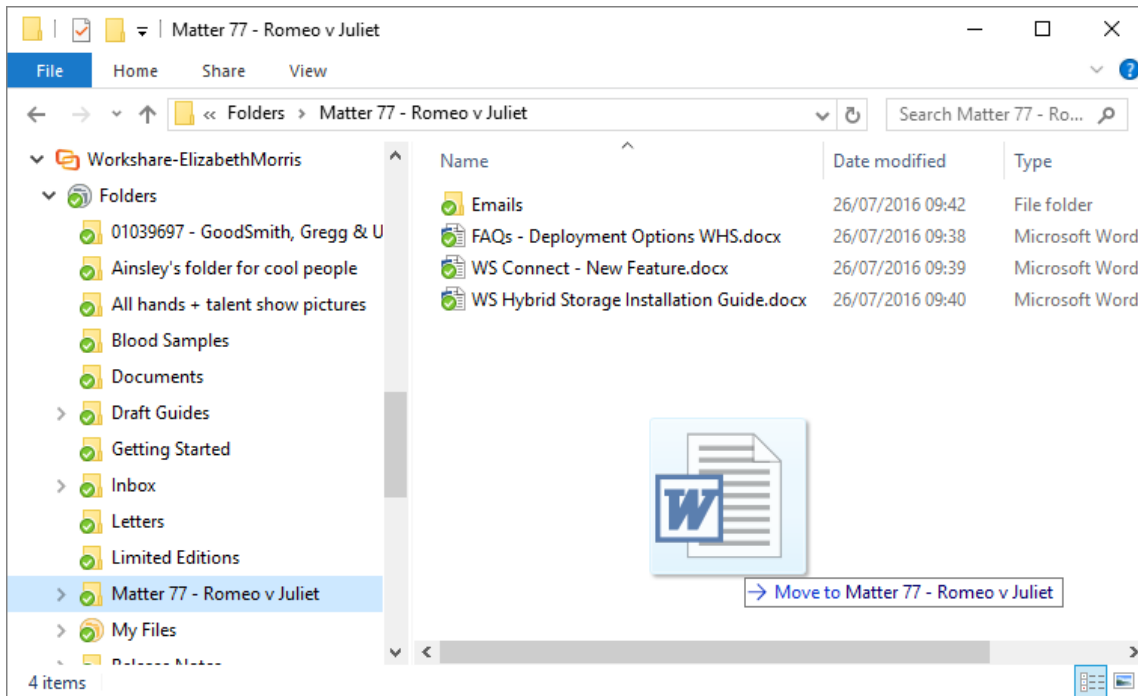 Matter 77 - Romeo v Juliet
File Home Share View
« Folders > Matter 77 - Romeo v Juliet
Search Matter 77 - Ro...
Workshare-ElizabethMorris
Folders
01039697 - GoodSmith, Gregg & U
Ainsley's folder for cool people
All hands + talent show pictures
Blood Samples
Documents
Draft Guides
Getting Started
Inbox
Letters
Limited Editions
Matter 77 - Romeo v Juliet
My Files
Release Notes
Name Date modified Type
Emails 26/07/2016 09:42 File folder
FAQs - Deployment Options WHS.docx 26/07/2016 09:38 Microsoft Word
WS Connect - New Feature.docx 26/07/2016 09:39 Microsoft Word
WS Hybrid Storage Installation Guide.docx 26/07/2016 09:40 Microsoft Word
W
→ Move to Matter 77 - Romeo v Juliet
4 items